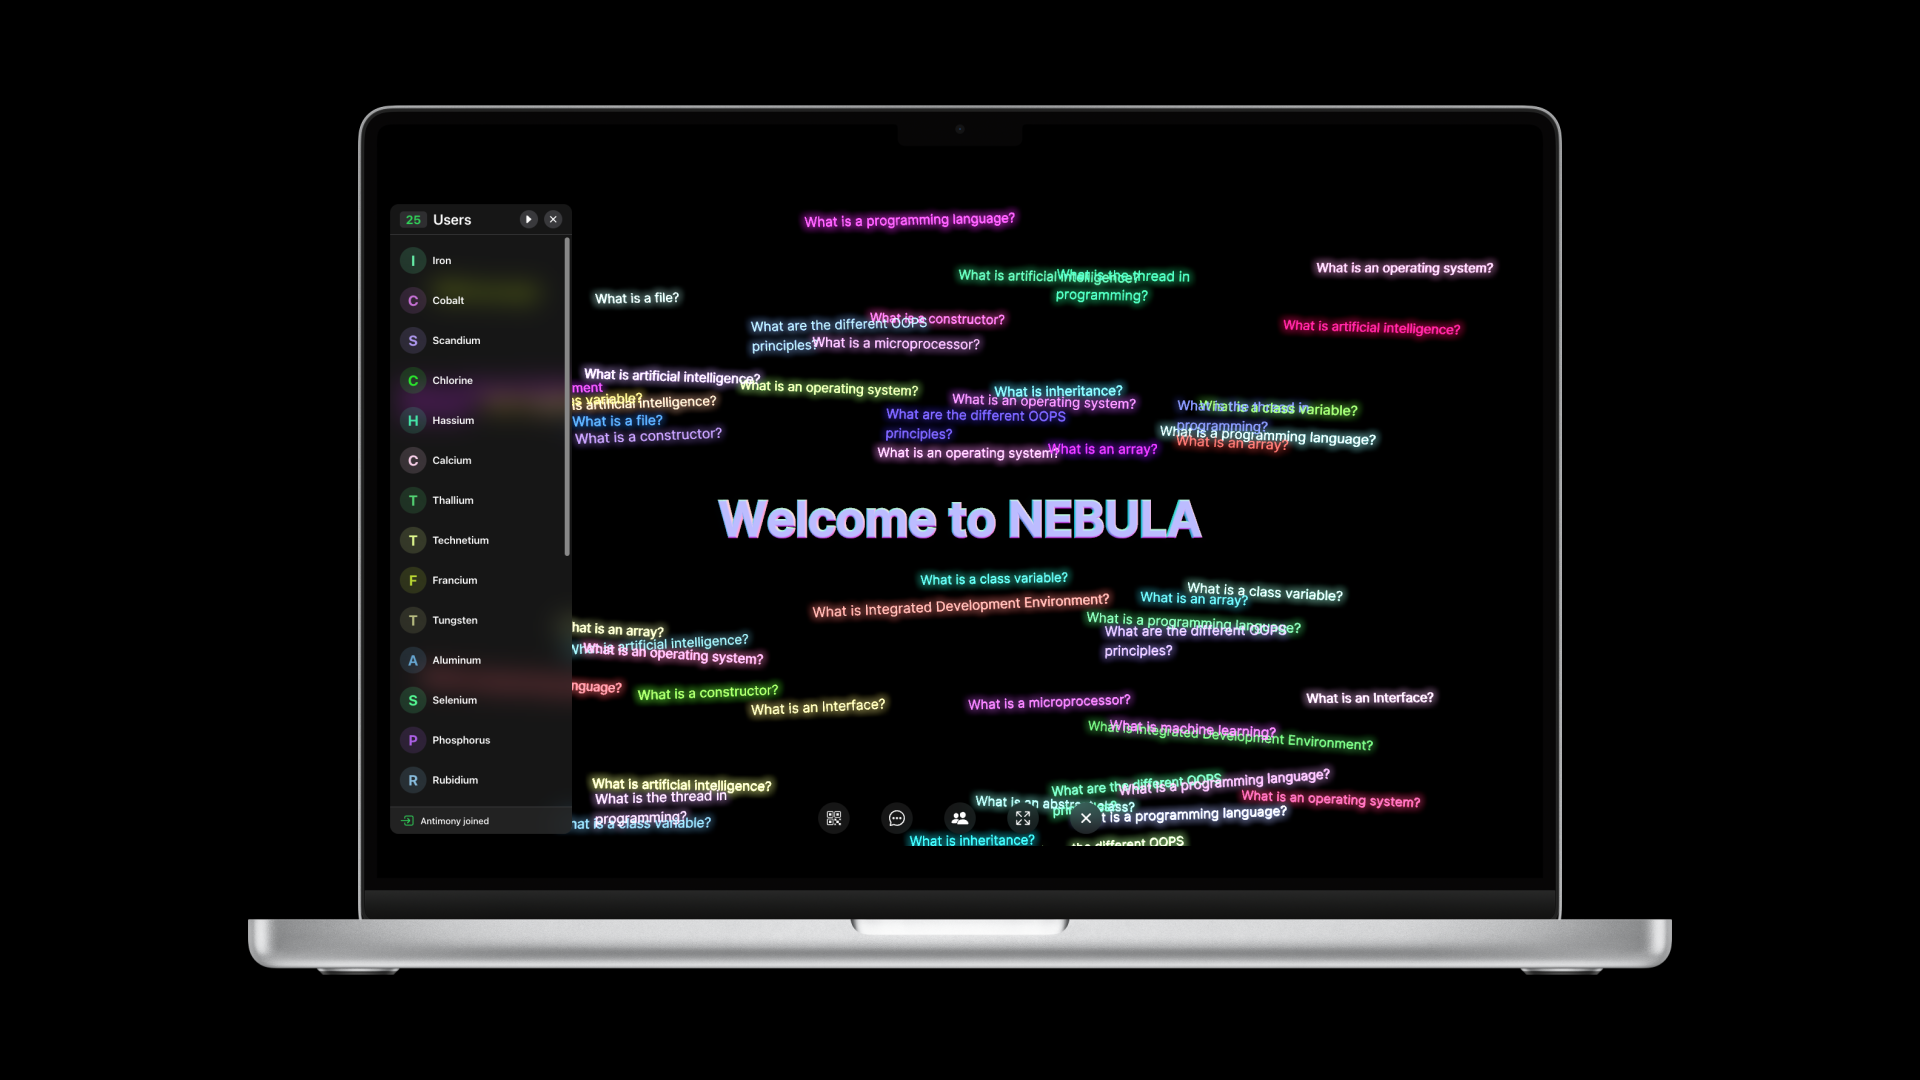 25 Users
I Iron
C Cobalt
S Scandium
C Chlorine
H Hassium
C Calcium
T Thallium
T Technetium
F Francium
T Tungsten
A Aluminum
S Selenium
P Phosphorus
R Rubidium
Antimony joined
What is a programming language?
What is an operating system?
What is artificial intelligence?
What is the thread in
programming?
What is a file?
What is a constructor?
What are the different OOPS
principles?
What is a microprocessor?
What is artificial intelligence?
What is artificial intelligence?
What is an operating system?
What is inheritance?
ment
is variable?
is artificial intelligence?
What is an operating system?
What is a file?
What is a constructor?
What are the different OOPS
principles?
What is the thread in
programming?
What is a class variable?
What is a programming language?
What is an array?
What is an operating system?
What is an array?
Welcome to NEBULA
What is a class variable?
What is Integrated Development Environment?
What is a class variable?
What is an array?
What is a programming language?
What are the different OOPS
principles?
hat is an array?
What is artificial intelligence?
What is an operating system?
nguage?
What is a constructor?
What is an Interface?
What is a microprocessor?
What is an Interface?
What is machine learning?
What is Integrated Development Environment?
What is artificial intelligence?
What is the thread in
programming?
hat is a class variable?
What are the different OOPS
What is a programming language?
What is an operating system?
What is an abstract class?
t is a programming language?
What is inheritance?
the different OOPS